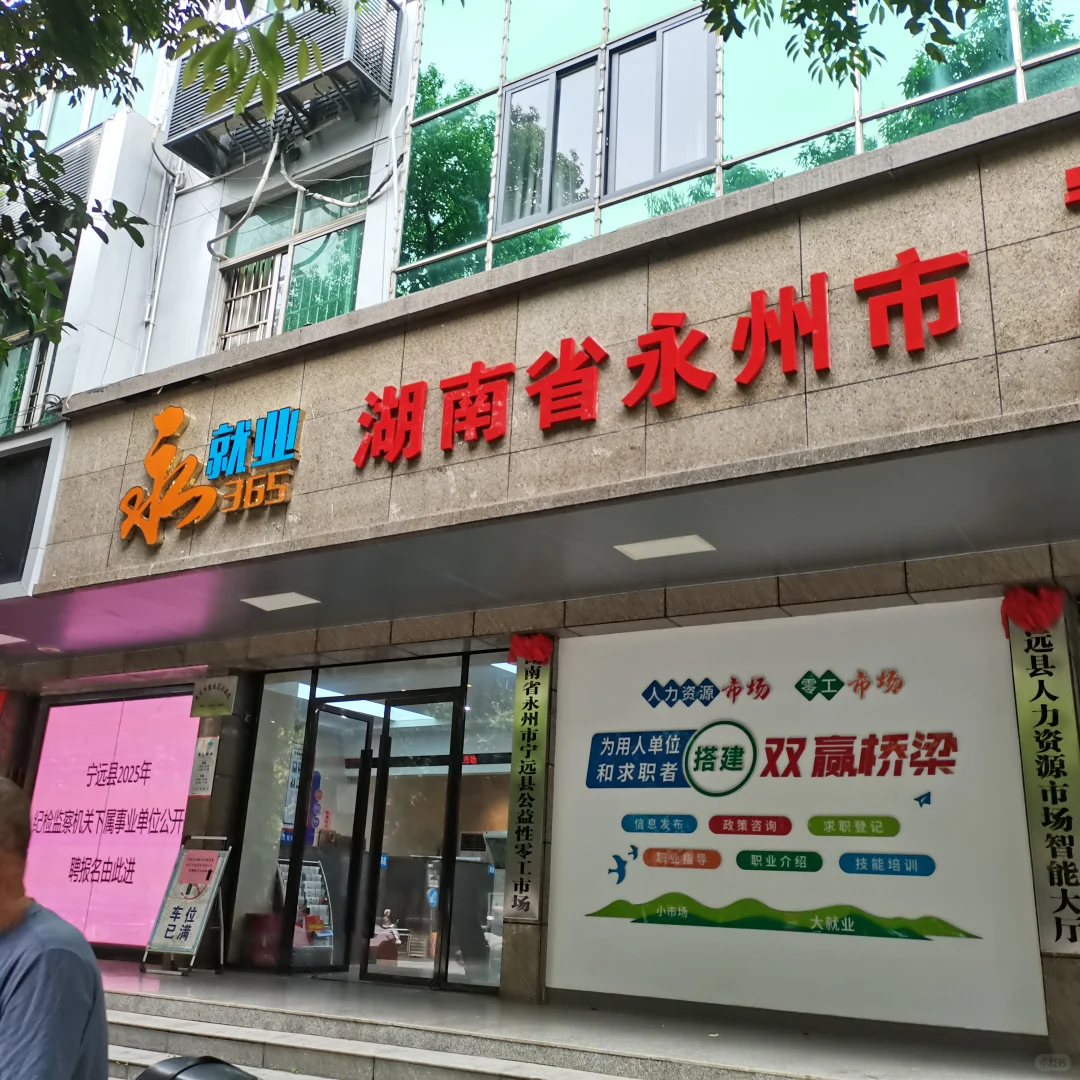 永就业
365
湖南省永州市
宁远县2025年
纪检监察机关下属事业单位公开
聘报名由此进
车位
已满
南省永州市宁远县公益性零工市场
人力资源市场 零工市场
为用人单位
和求职者
搭建
双赢桥梁
信息发布 政策咨询 求职登记
职业指导 职业介绍 技能培训
小市场
大就业
远县人力资源市场智能大厅